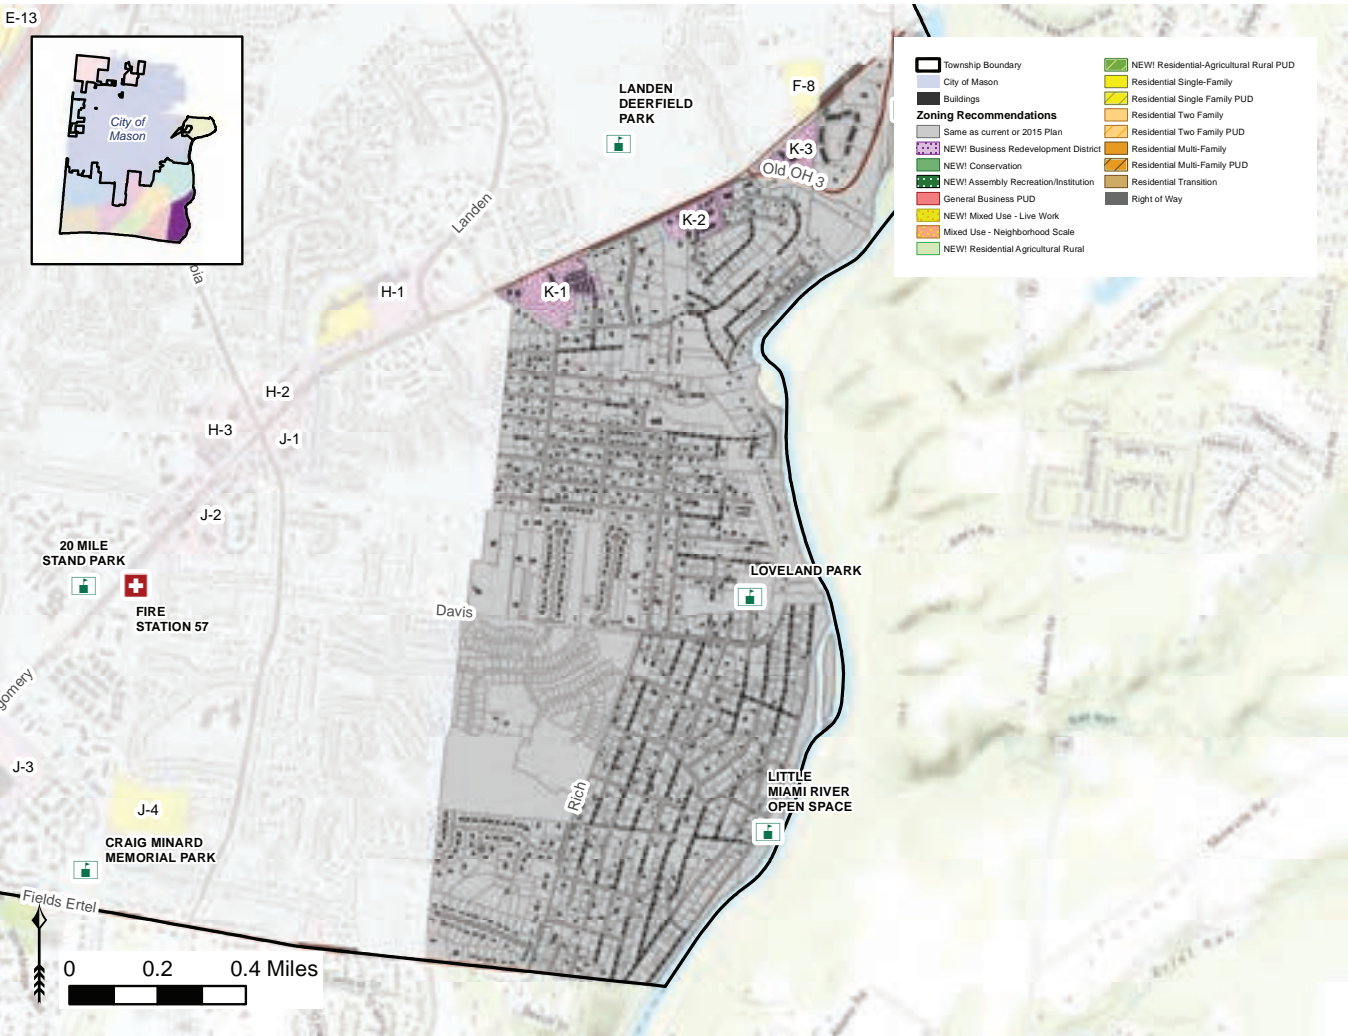 E-13
City of
Mason
LANDEN
DEERFIELD
PARK
F-8
K-3
Old OH 3
K-2
Landen
K-1
H-1
bia
H-2
H-3
J-1
J-2
20 MILE
STAND PARK
FIRE
STATION 57
Davis
LOVELAND PARK
gomery
J-3
J-4
Rich
LITTLE
MIAMI RIVER
OPEN SPACE
CRAIG MINARD
MEMORIAL PARK
Fields Ertel
0 0.2 0.4 Miles
Township Boundary
City of Mason
Buildings
Zoning Recommendations
Same as current or 2015 Plan
NEW! Business Redevelopment District
NEW! Conservation
NEW! Assembly Recreation/Institution
General Business PUD
NEW! Mixed Use - Live Work
Mixed Use - Neighborhood Scale
NEW! Residential Agricultural Rural
NEW! Residential-Agricultural Rural PUD
Residential Single-Family
Residential Single Family PUD
Residential Two Family
Residential Two Family PUD
Residential Multi-Family
Residential Multi-Family PUD
Residential Transition
Right of Way